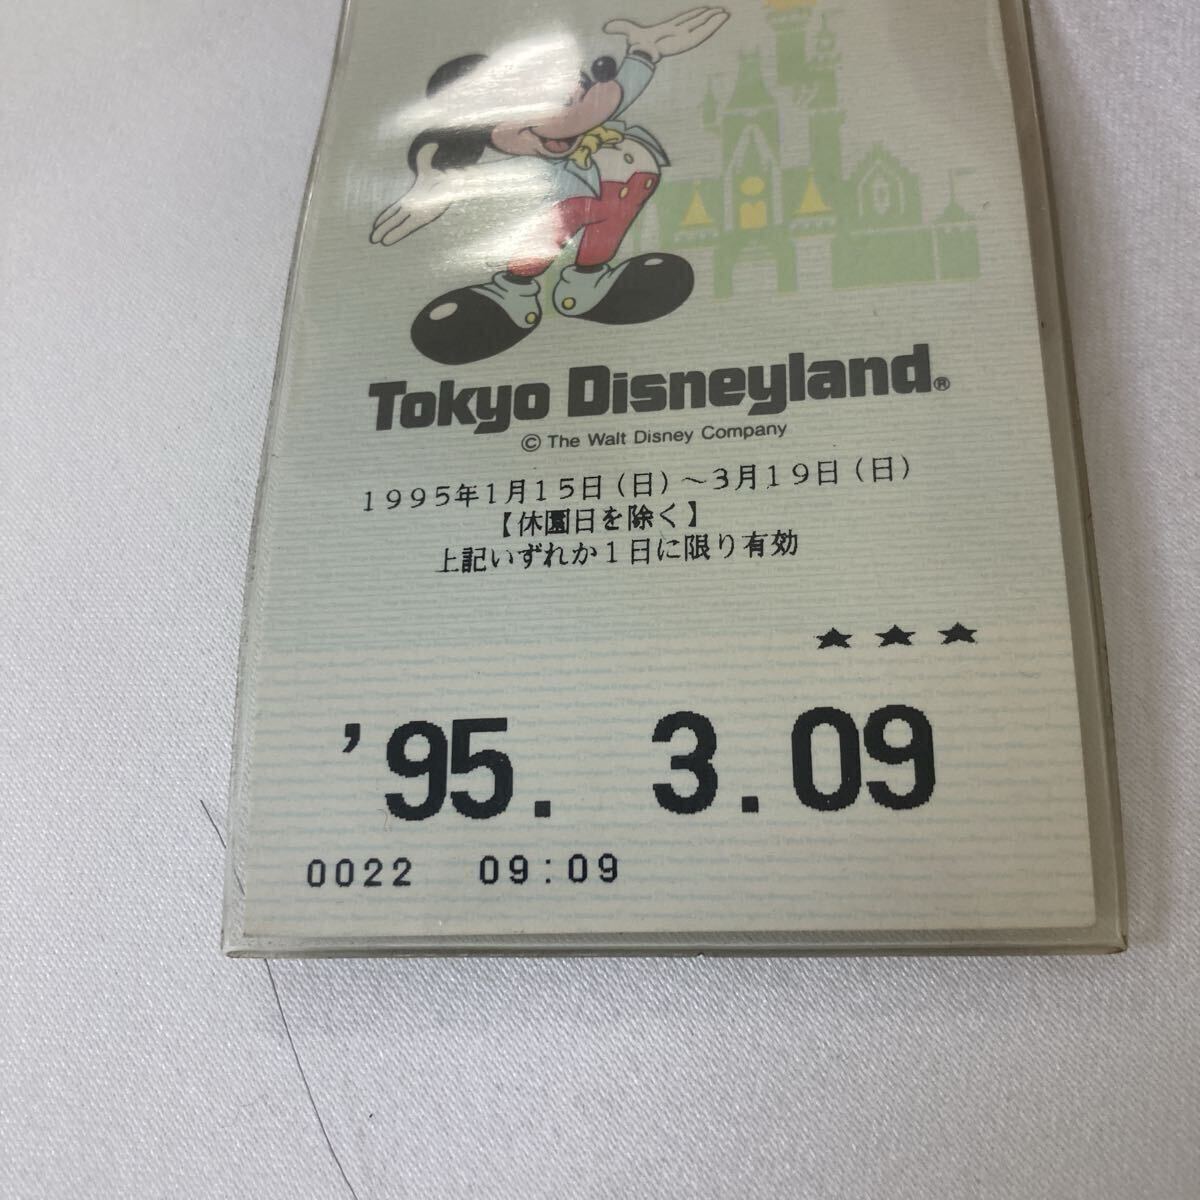 Tokyo Disneyland®
© The Walt Disney Company
1995年1月15日(日)〜3月19日(日)
【休園日を除く】
上記いずれか1日に限り有効
★ ★ ★
'95. 3.09
0022 09:09